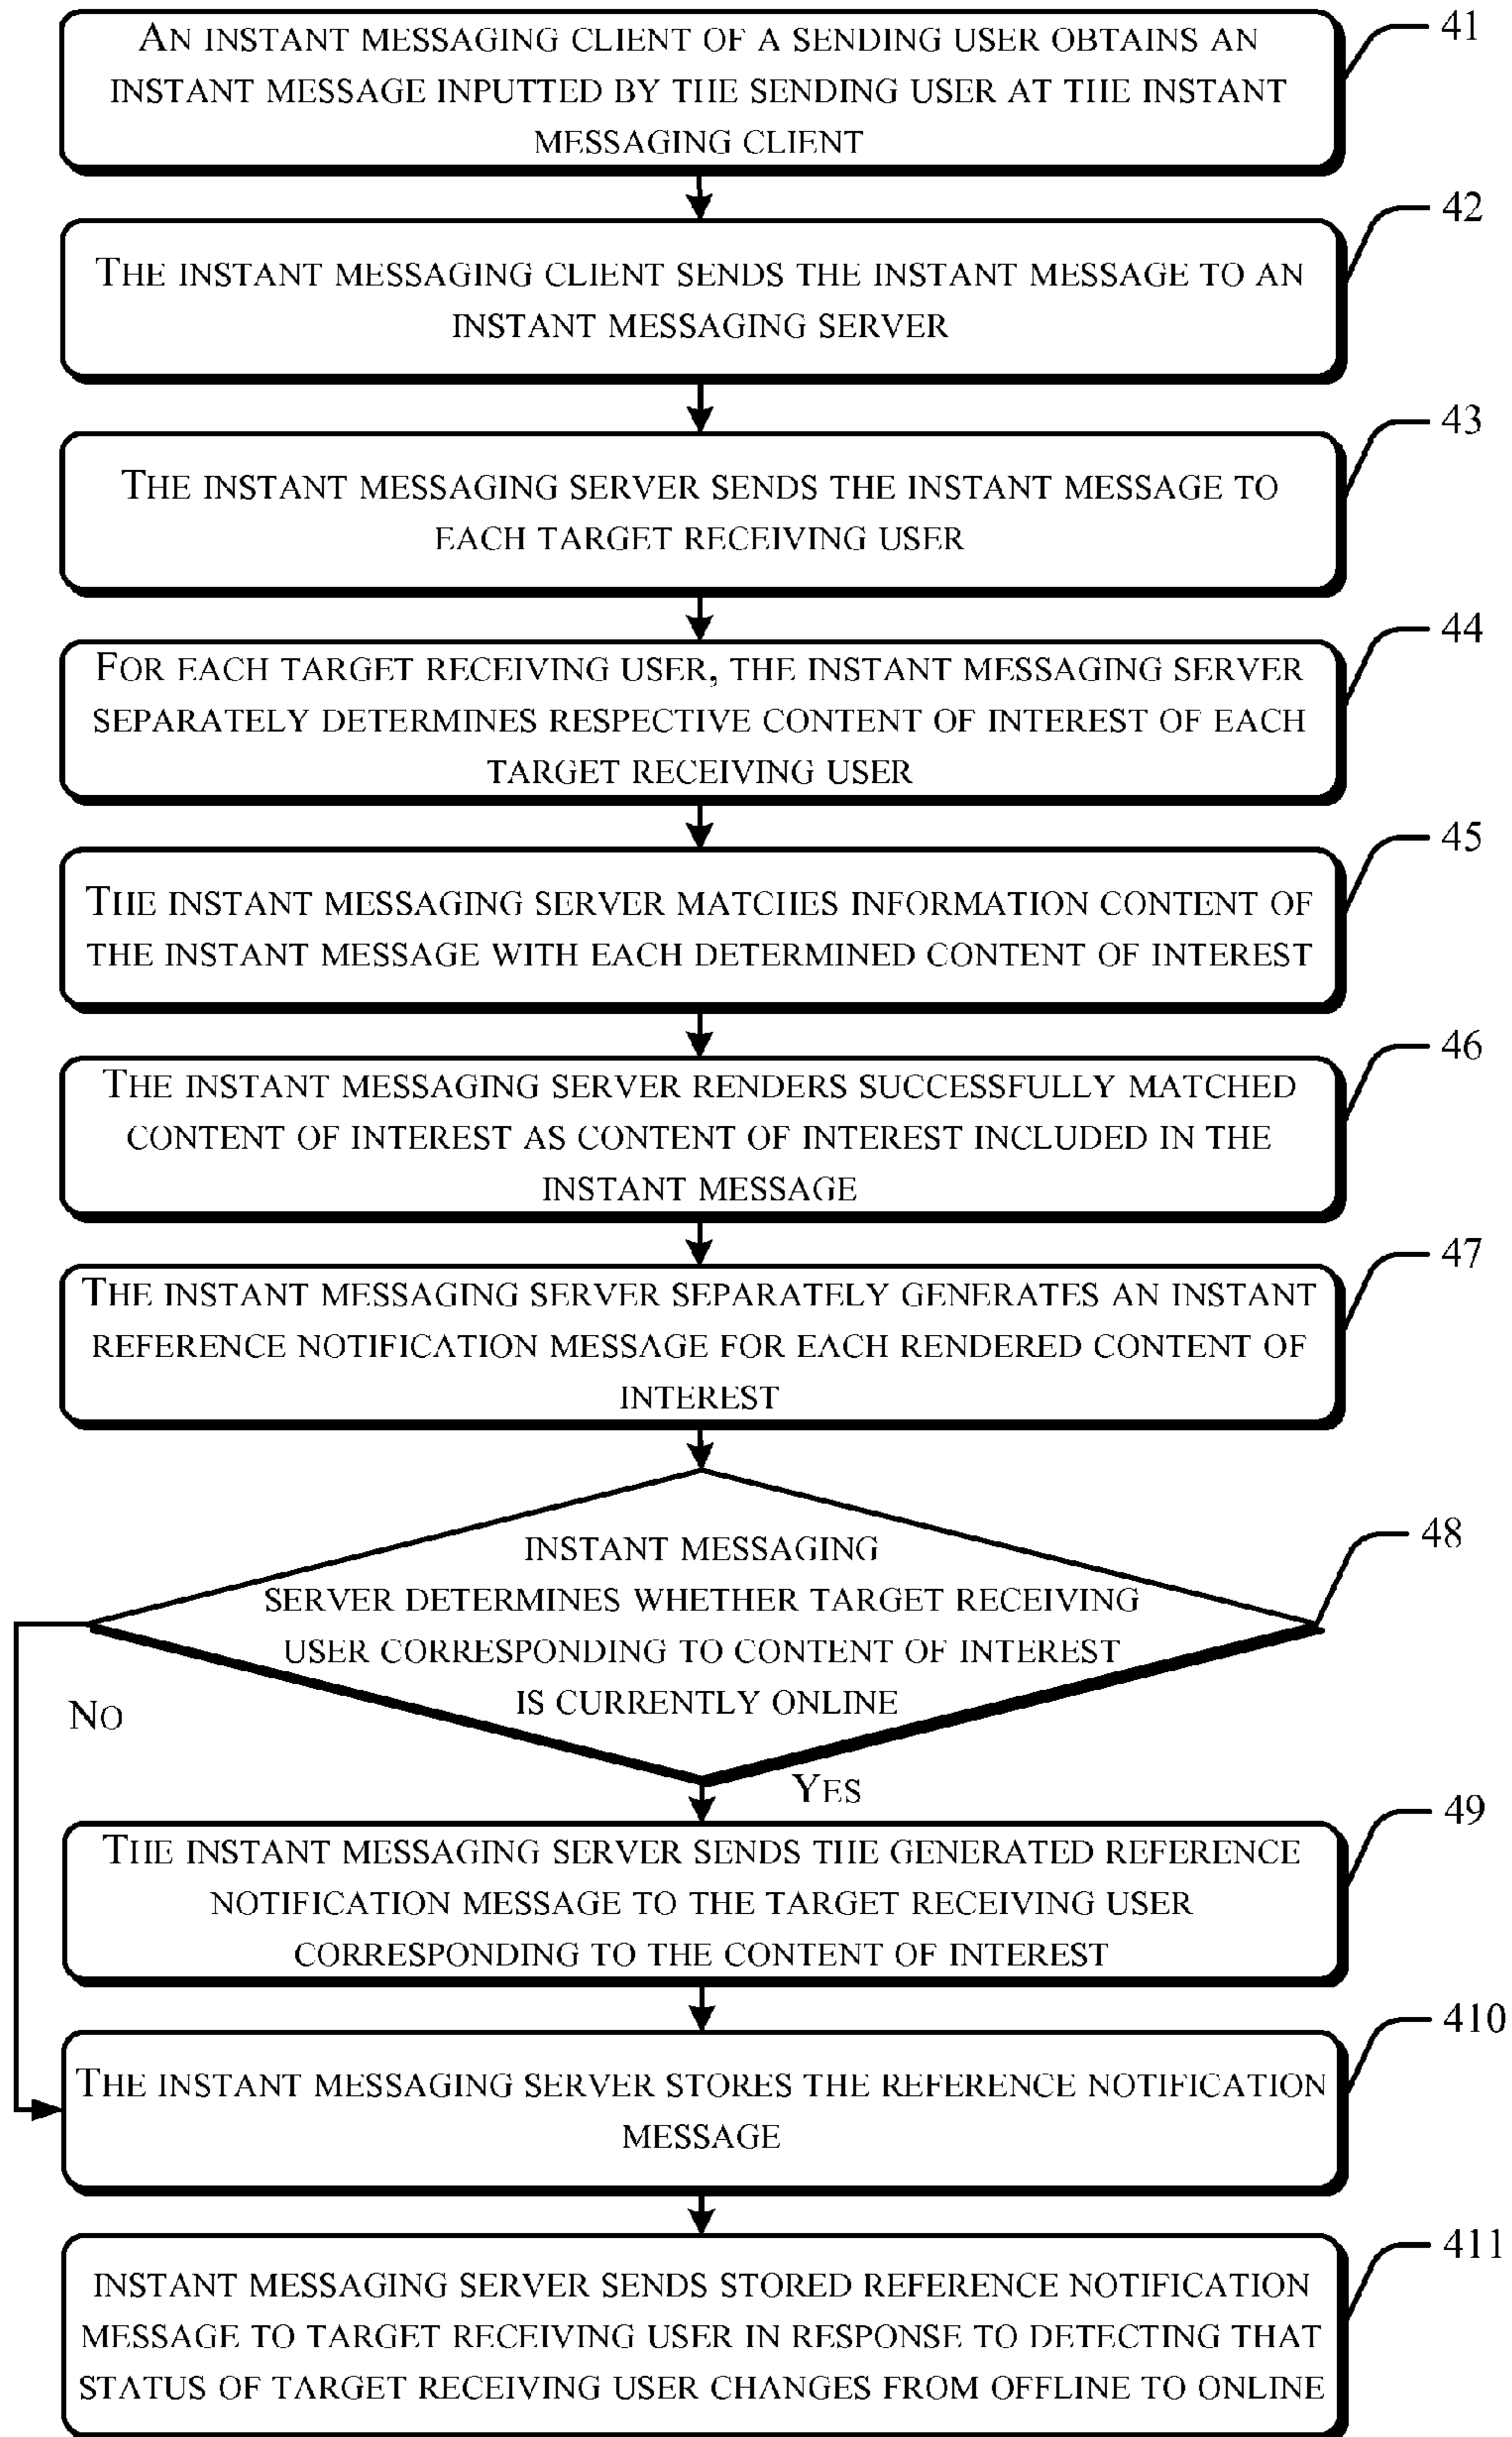 AN INSTANT MESSAGING CLIENT OF A SENDING USER OBTAINS AN
INSTANT MESSAGE INPUTTED BY THE SENDING USER AT THE INSTANT
MESSAGING CLIENT
41
THE INSTANT MESSAGING CLIENT SENDS THE INSTANT MESSAGE TO AN
INSTANT MESSAGING SERVER
42
THE INSTANT MESSAGING SERVER SENDS THE INSTANT MESSAGE TO
EACH TARGET RECEIVING USER
43
FOR EACH TARGET RECEIVING USER, THE INSTANT MESSAGING SERVER
SEPARATELY DETERMINES RESPECTIVE CONTENT OF INTEREST OF EACH
TARGET RECEIVING USER
44
THE INSTANT MESSAGING SERVER MATCHES INFORMATION CONTENT OF
THE INSTANT MESSAGE WITH EACH DETERMINED CONTENT OF INTEREST
45
THE INSTANT MESSAGING SERVER RENDERS SUCCESSFULLY MATCHED
CONTENT OF INTEREST AS CONTENT OF INTEREST INCLUDED IN THE
INSTANT MESSAGE
46
THE INSTANT MESSAGING SERVER SEPARATELY GENERATES AN INSTANT
REFERENCE NOTIFICATION MESSAGE FOR EACH RENDERED CONTENT OF
INTEREST
47
INSTANT MESSAGING
SERVER DETERMINES WHETHER TARGET RECEIVING
USER CORRESPONDING TO CONTENT OF INTEREST
IS CURRENTLY ONLINE
48
NO
YES
THE INSTANT MESSAGING SERVER SENDS THE GENERATED REFERENCE
NOTIFICATION MESSAGE TO THE TARGET RECEIVING USER
CORRESPONDING TO THE CONTENT OF INTEREST
49
THE INSTANT MESSAGING SERVER STORES THE REFERENCE NOTIFICATION
MESSAGE
410
INSTANT MESSAGING SERVER SENDS STORED REFERENCE NOTIFICATION
MESSAGE TO TARGET RECEIVING USER IN RESPONSE TO DETECTING THAT
STATUS OF TARGET RECEIVING USER CHANGES FROM OFFLINE TO ONLINE
411